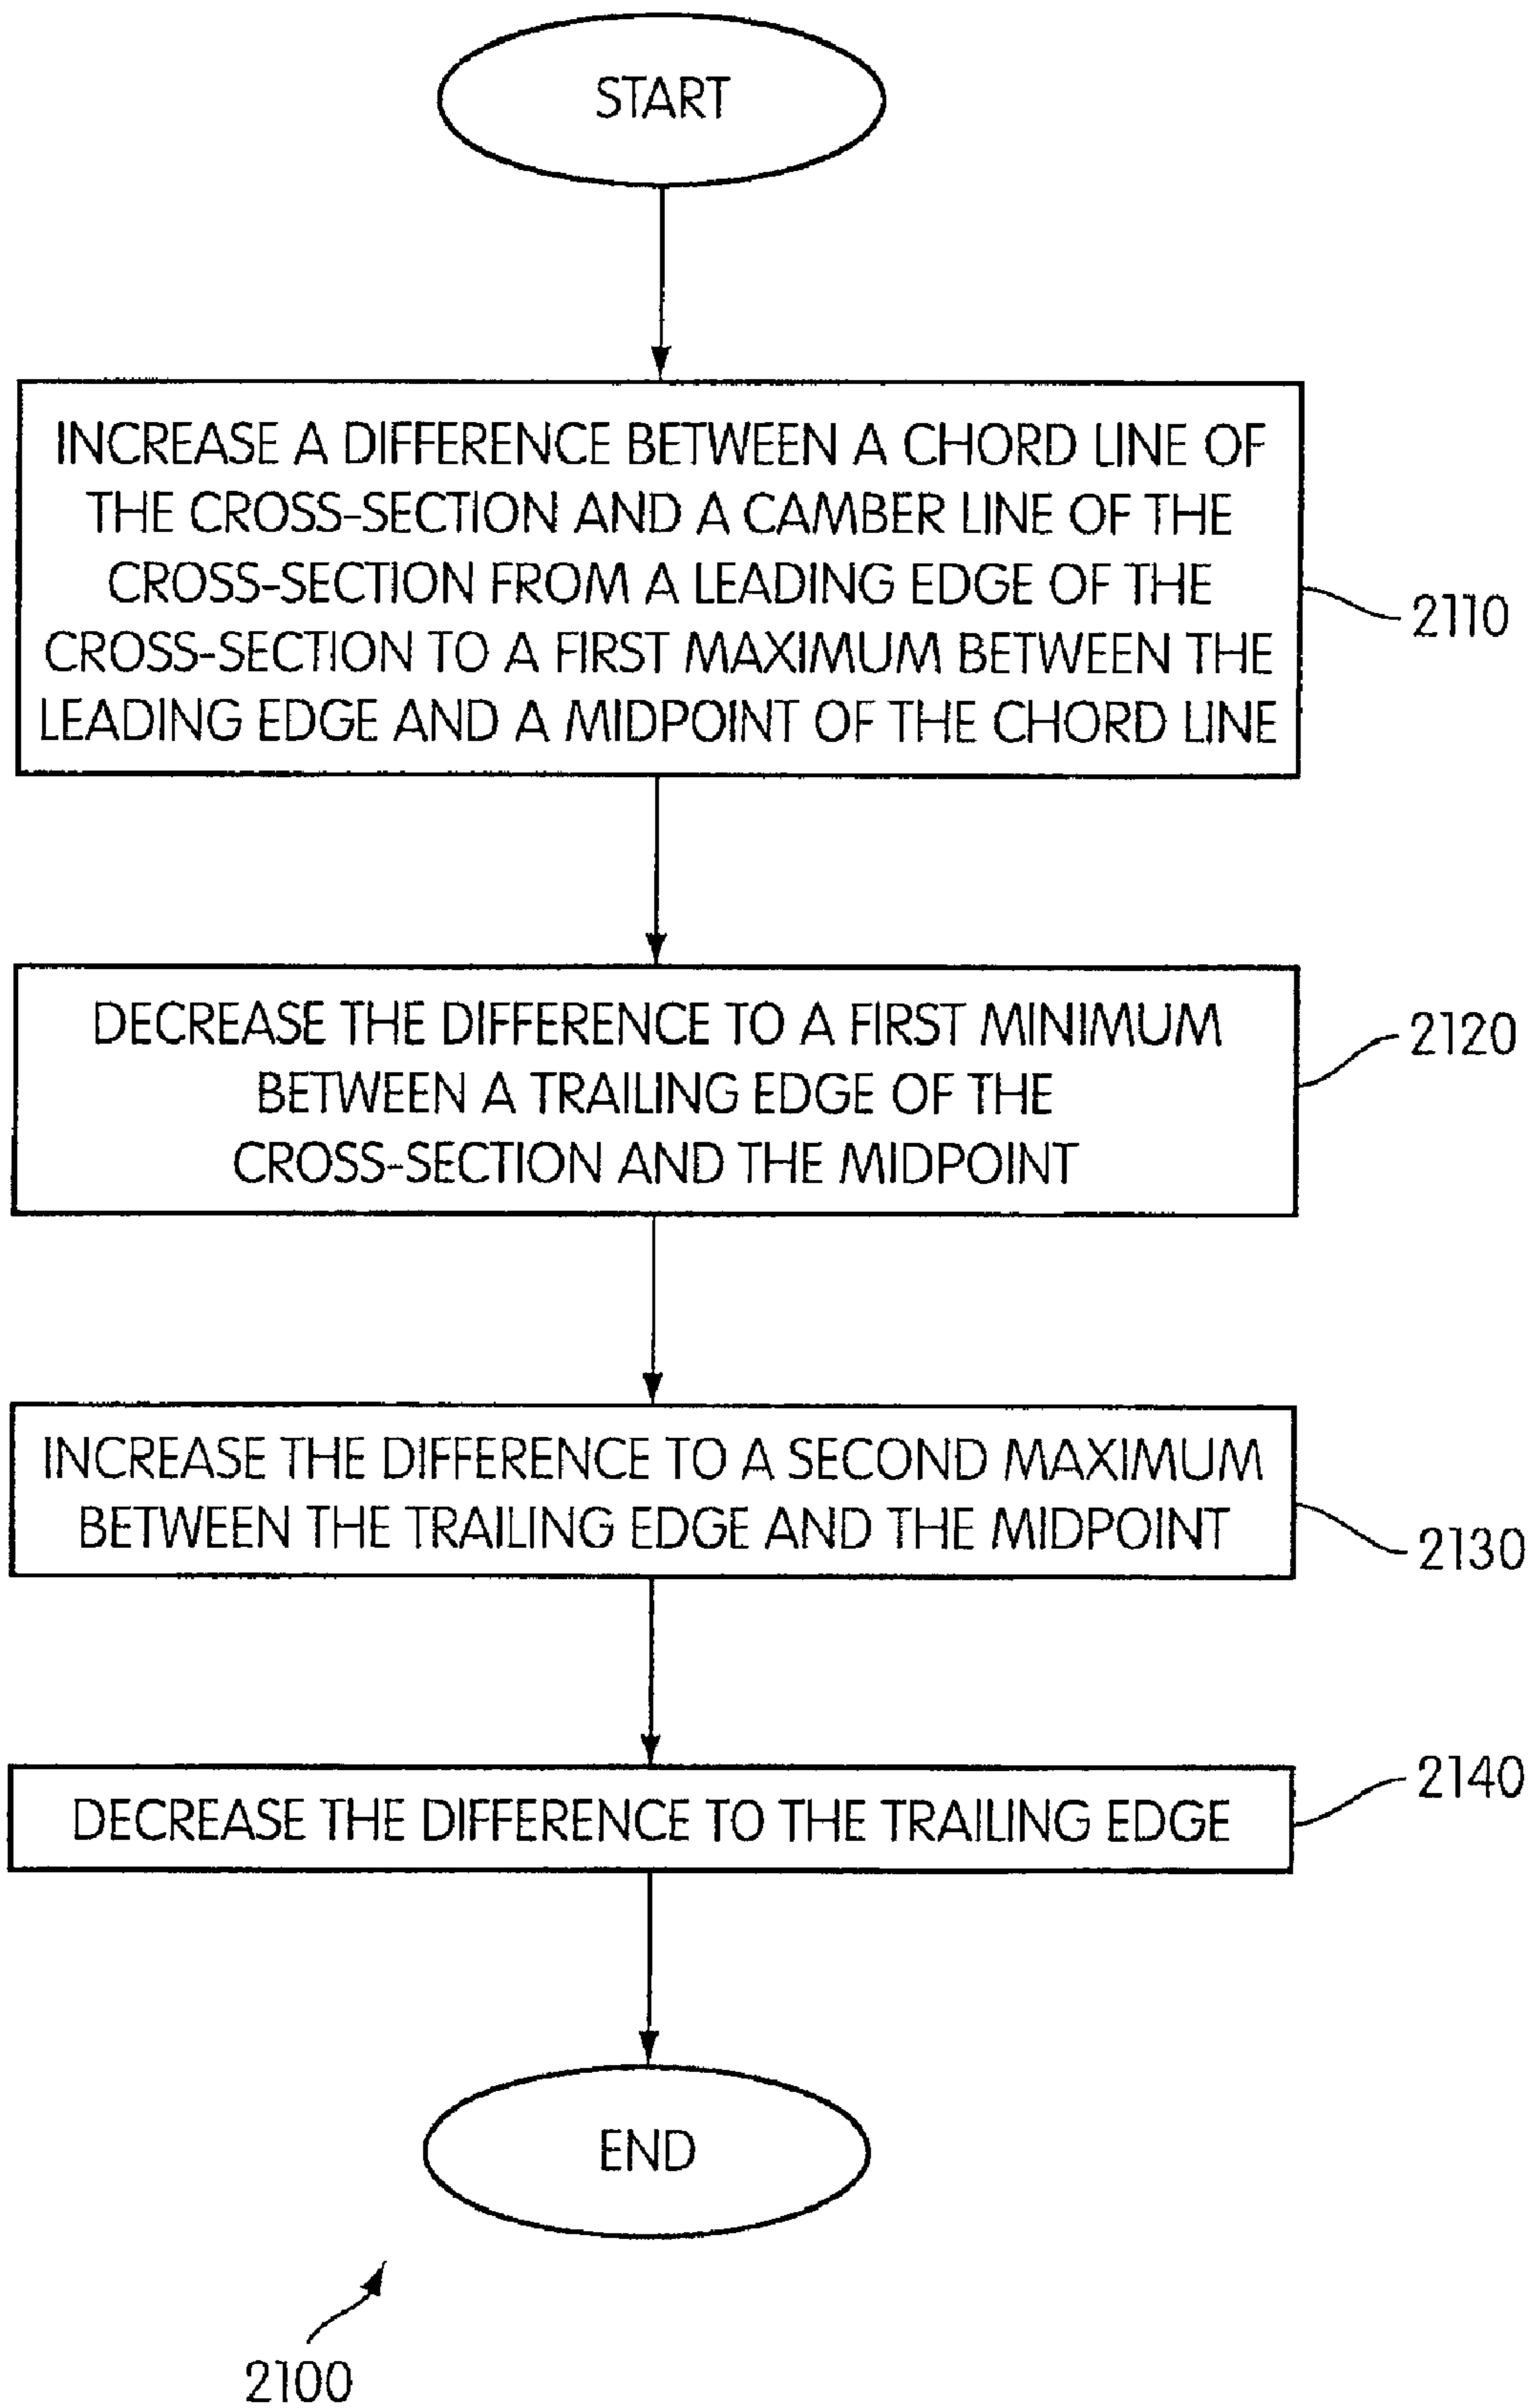 START
INCREASE A DIFFERENCE BETWEEN A CHORD LINE OF
THE CROSS-SECTION AND A CAMBER LINE OF THE
CROSS-SECTION FROM A LEADING EDGE OF THE
CROSS-SECTION TO A FIRST MAXIMUM BETWEEN THE
LEADING EDGE AND A MIDPOINT OF THE CHORD LINE
2110
DECREASE THE DIFFERENCE TO A FIRST MINIMUM
BETWEEN A TRAILING EDGE OF THE
CROSS-SECTION AND THE MIDPOINT
2120
INCREASE THE DIFFERENCE TO A SECOND MAXIMUM
BETWEEN THE TRAILING EDGE AND THE MIDPOINT
2130
DECREASE THE DIFFERENCE TO THE TRAILING EDGE
2140
END
2100